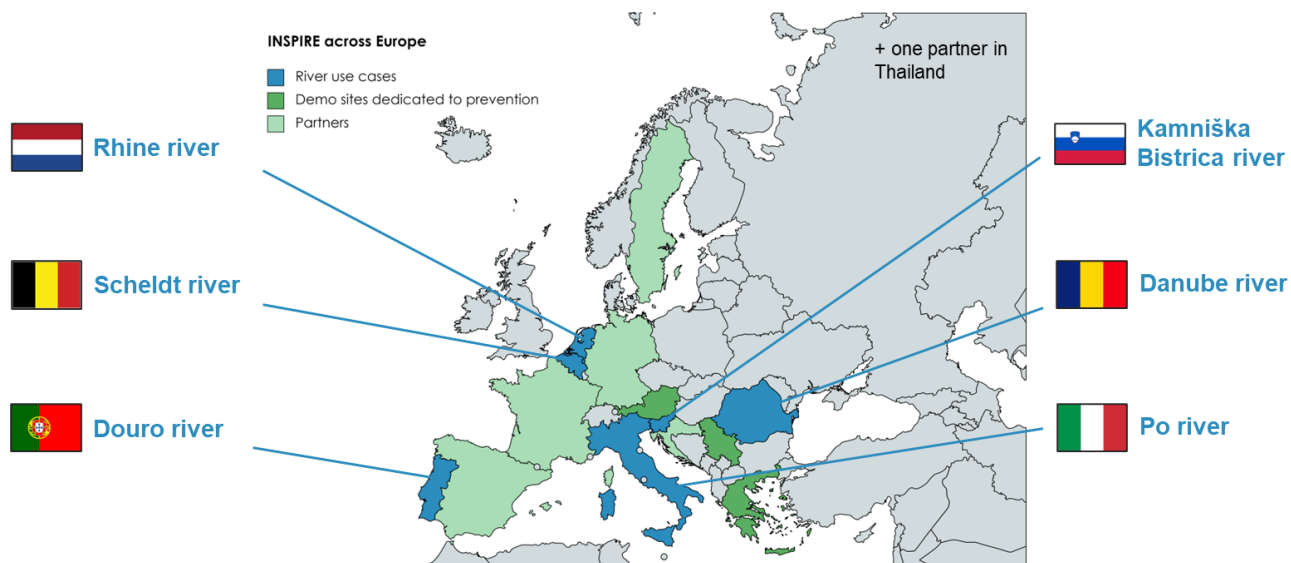 INSPIRE across Europe
River use cases
Demo sites dedicated to prevention
Partners
+ one partner in
Thailand
Rhine river
Scheldt river
Douro river
Kamniška
Bistrica river
Danube river
Po river